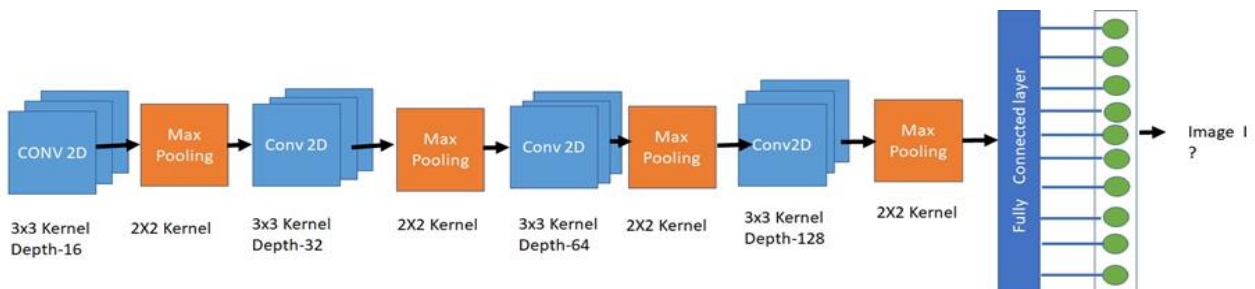 CONV 2D
Max
Pooling
Conv 2D
Max
Pooling
Conv 2D
Max
Pooling
Conv2D
Max
Pooling
Fully Connected layer
Image I
?
3x3 Kernel
Depth-16
2X2 Kernel
3x3 Kernel
Depth-32
2X2 Kernel
3x3 Kernel
Depth-64
2X2 Kernel
3x3 Kernel
Depth-128
2X2 Kernel